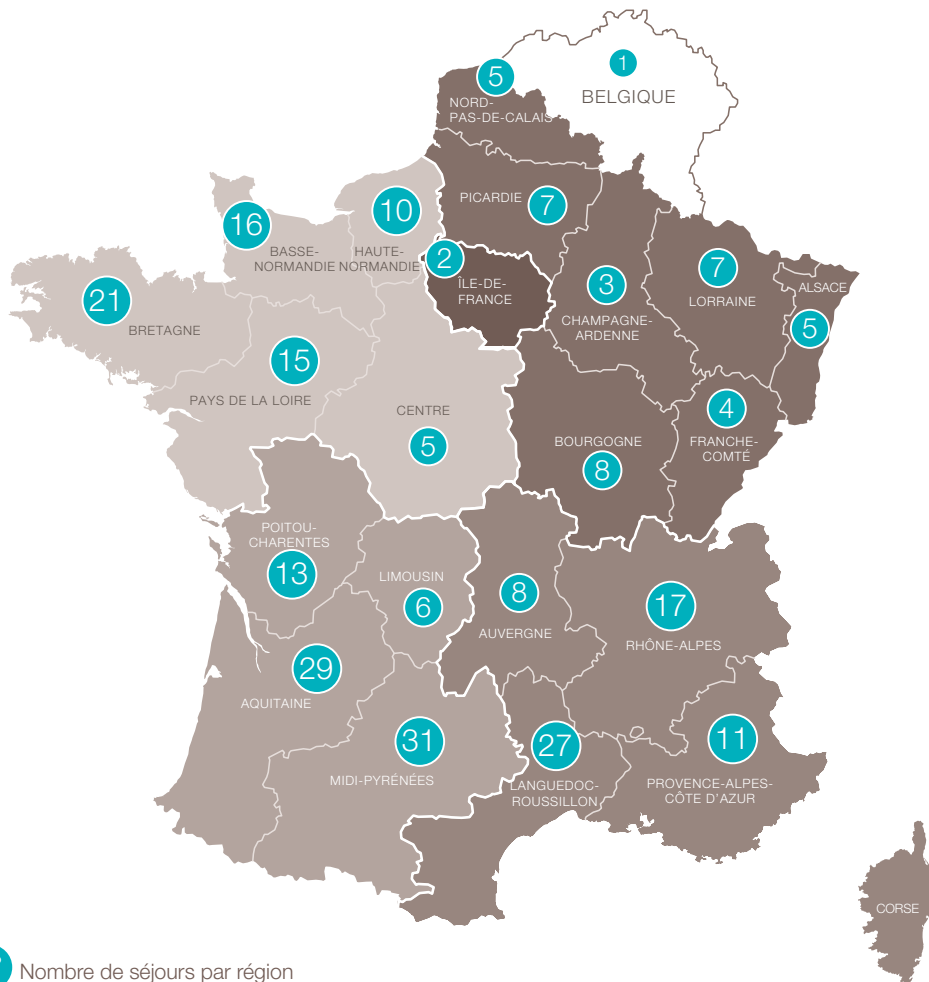 1
BELGIQUE
5
NORD-
PAS-DE-CALAIS
PICARDIE
7
10
HAUTE-
NORMANDIE
16
BASSE-
NORMANDIE
2
ÎLE-DE-
FRANCE
3
CHAMPAGNE-
ARDENNE
7
LORRAINE
ALSACE
5
21
BRETAGNE
15
PAYS DE LA LOIRE
CENTRE
5
BOURGOGNE
8
4
FRANCHE-
COMTÉ
POITOU-
CHARENTES
13
LIMOUSIN
6
8
AUVERGNE
17
RHÔNE-ALPES
29
AQUITAINE
31
MIDI-PYRÉNÉES
27
LANGUEDOC-
ROUSSILLON
11
PROVENCE-ALPES-
CÔTE D'AZUR
CORSE
Nombre de séjours par région